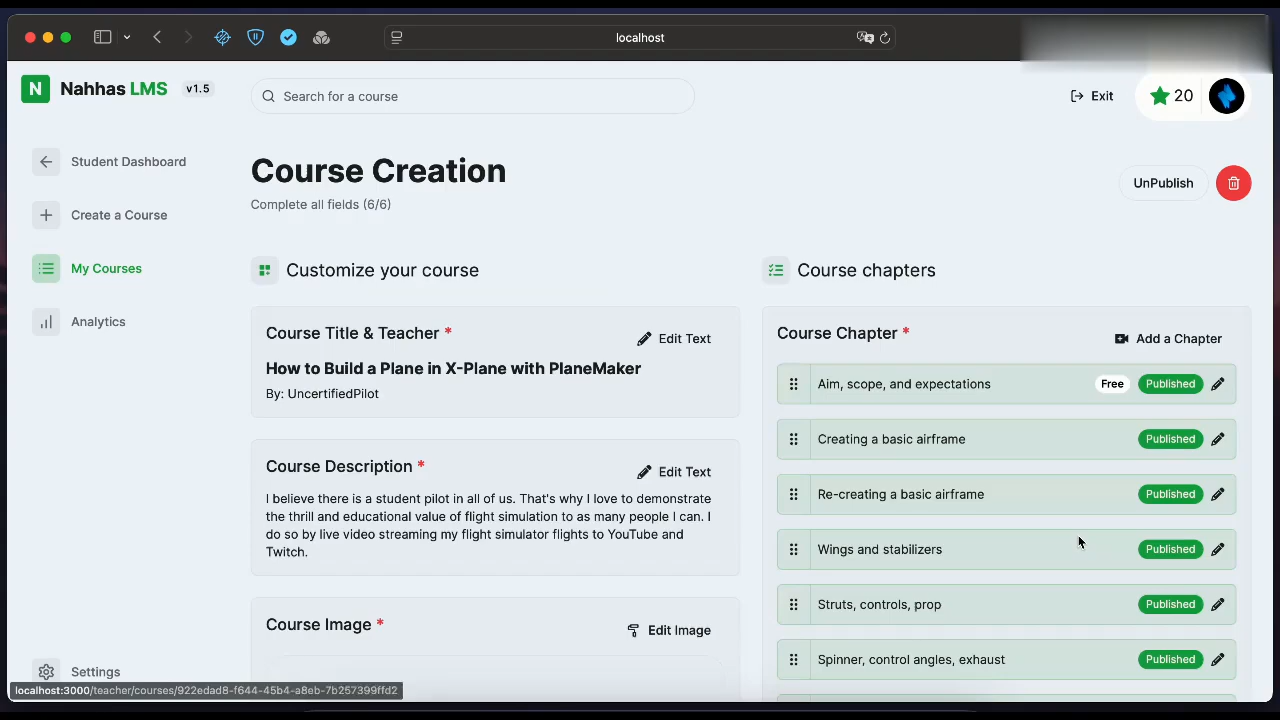 localhost
N Nahhas LMS v1.5
Search for a course
Exit
20
Student Dashboard
Create a Course
My Courses
Analytics
Settings
Course Creation
Complete all fields (6/6)
UnPublish
Customize your course
Course Title & Teacher *
Edit Text
How to Build a Plane in X-Plane with PlaneMaker
By: UncertifiedPilot
Course Description *
Edit Text
I believe there is a student pilot in all of us. That's why I love to demonstrate
the thrill and educational value of flight simulation to as many people I can. I
do so by live video streaming my flight simulator flights to YouTube and
Twitch.
Course Image *
Edit Image
Course chapters
Course Chapter *
Add a Chapter
Aim, scope, and expectations Free Published
Creating a basic airframe Published
Re-creating a basic airframe Published
Wings and stabilizers Published
Struts, controls, prop Published
Spinner, control angles, exhaust Published
localhost:3000/teacher/courses/922edad8-f644-45b4-a8eb-7b257399ffd2